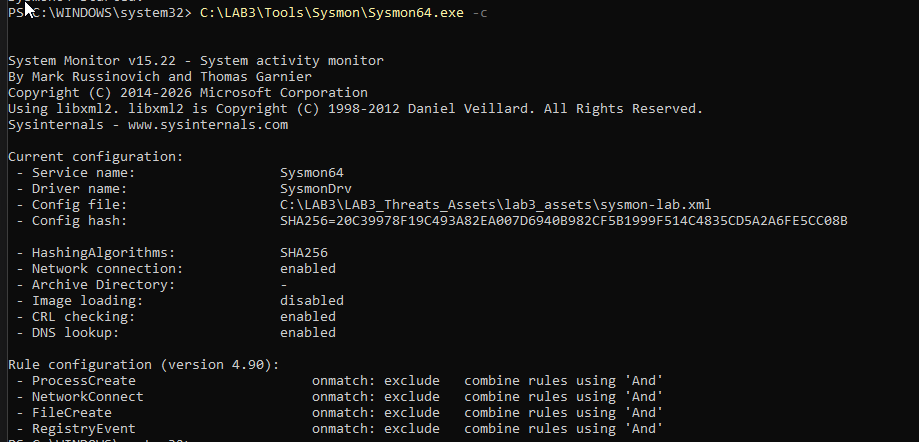 PS C:\WINDOWS\system32> C:\LAB3\Tools\Sysmon\Sysmon64.exe -c
System Monitor v15.22 - System activity monitor
By Mark Russinovich and Thomas Garnier
Copyright (C) 2014-2026 Microsoft Corporation
Using libxml2. libxml2 is Copyright (C) 1998-2012 Daniel Veillard. All Rights Reserved.
Sysinternals - www.sysinternals.com
Current configuration:
- Service name: Sysmon64
- Driver name: SysmonDrv
- Config file: C:\LAB3\LAB3_Threats_Assets\lab3_assets\sysmon-lab.xml
- Config hash: SHA256=20C39978F19C493A82EA007D6940B982CF5B1999F514C4835CD5A2A6FE5CC08B
- HashingAlgorithms: SHA256
- Network connection: enabled
- Archive Directory: -
- Image loading: disabled
- CRL checking: enabled
- DNS lookup: enabled
Rule configuration (version 4.90):
- ProcessCreate onmatch: exclude combine rules using 'And'
- NetworkConnect onmatch: exclude combine rules using 'And'
- FileCreate onmatch: exclude combine rules using 'And'
- RegistryEvent onmatch: exclude combine rules using 'And'